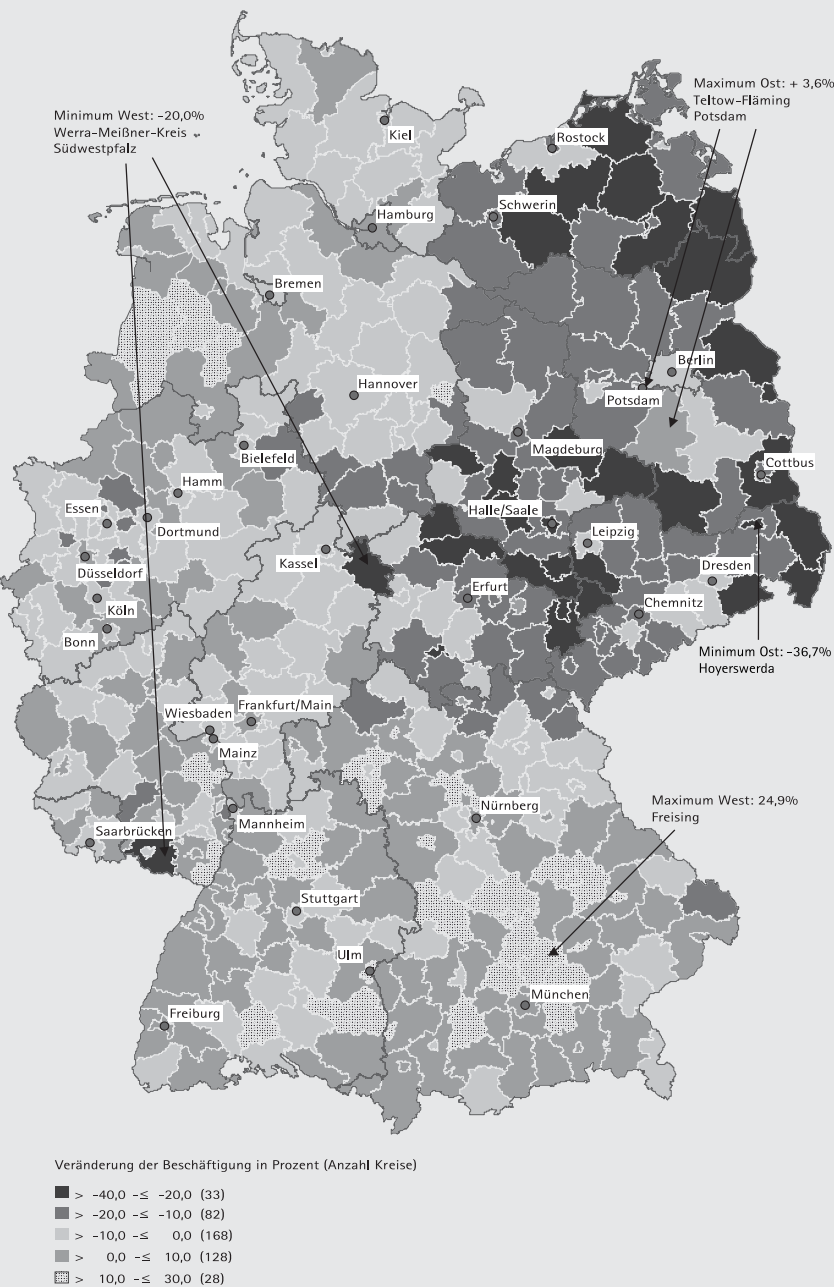 Maximum Ost: + 3,6%
Teltow-Fläming
Potsdam
Minimum West: -20,0%
Werra-Meißner-Kreis
Südwestpfalz
Kiel
Rostock
Schwerin
Hamburg
Bremen
Berlin
Hannover
Potsdam
Magdeburg
Bielefeld
Cottbus
Hamm
Essen
Halle/Saale
Dortmund
Leipzig
Kassel
Düsseldorf
Dresden
Erfurt
Köln
Chemnitz
Bonn
Minimum Ost: -36,7%
Hoyerswerda
Frankfurt/Main
Wiesbaden
Mainz
Maximum West: 24,9%
Freising
Nürnberg
Mannheim
Saarbrücken
Stuttgart
Ulm
München
Freiburg
Veränderung der Beschäftigung in Prozent (Anzahl Kreise)
> -40,0 -≤ -20,0 (33)
> -20,0 -≤ -10,0 (82)
> -10,0 -≤ 0,0 (168)
> 0,0 -≤ 10,0 (128)
> 10,0 -≤ 30,0 (28)